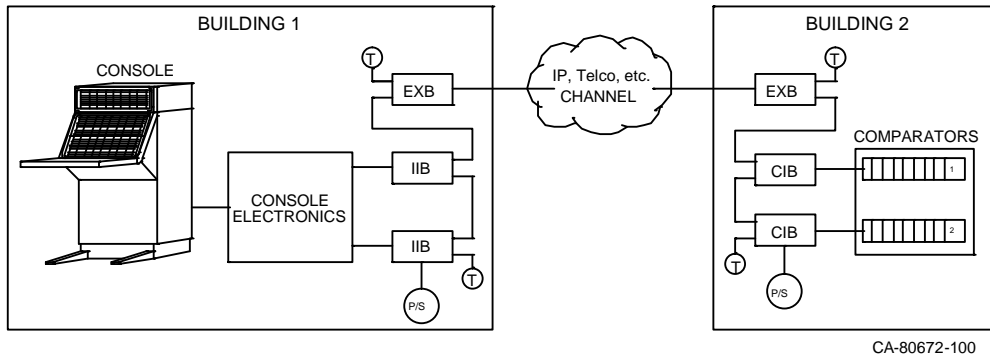 BUILDING 1
CONSOLE
T
EXB
IIB
CONSOLE
ELECTRONICS
IIB
T
P/S
IP, Telco, etc.
CHANNEL
BUILDING 2
T
EXB
COMPARATORS
CIB
1
CIB
2
T
P/S
CA-80672-100